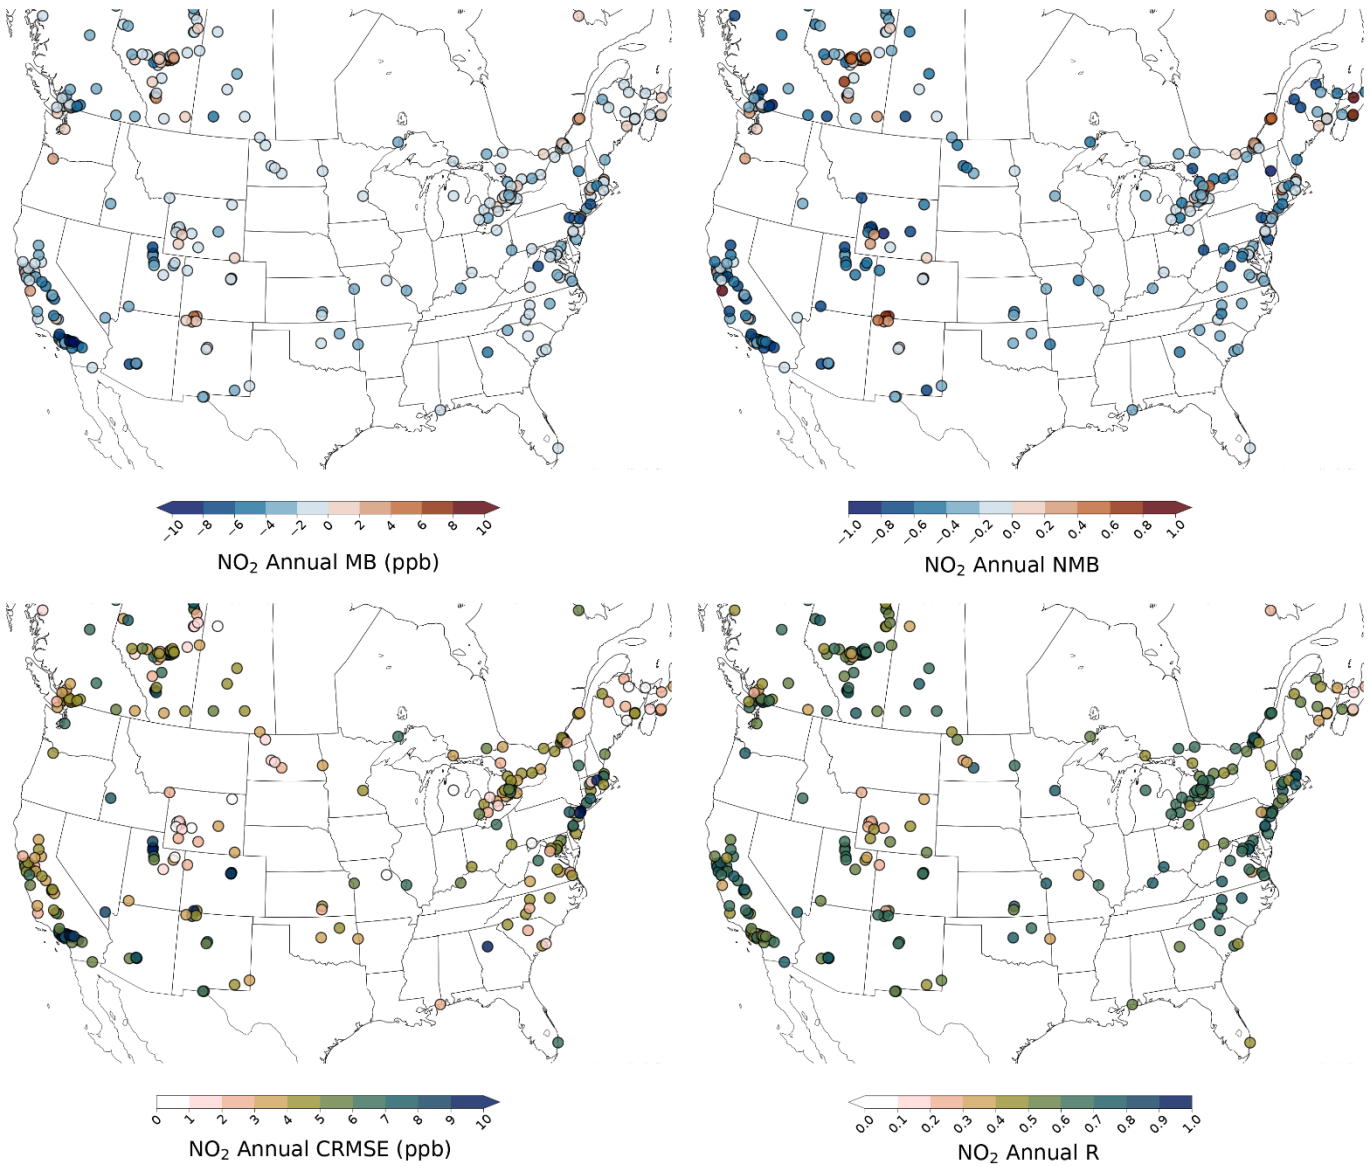 −10 −8 −6 −4 −2 0 2 4 6 8 10
NO₂ Annual MB (ppb)
−1.0 −0.8 −0.6 −0.4 −0.2 0.0 0.2 0.4 0.6 0.8 1.0
NO₂ Annual NMB
0 1 2 3 4 5 6 7 8 9 10
NO₂ Annual CRMSE (ppb)
0.0 0.1 0.2 0.3 0.4 0.5 0.6 0.7 0.8 0.9 1.0
NO₂ Annual R